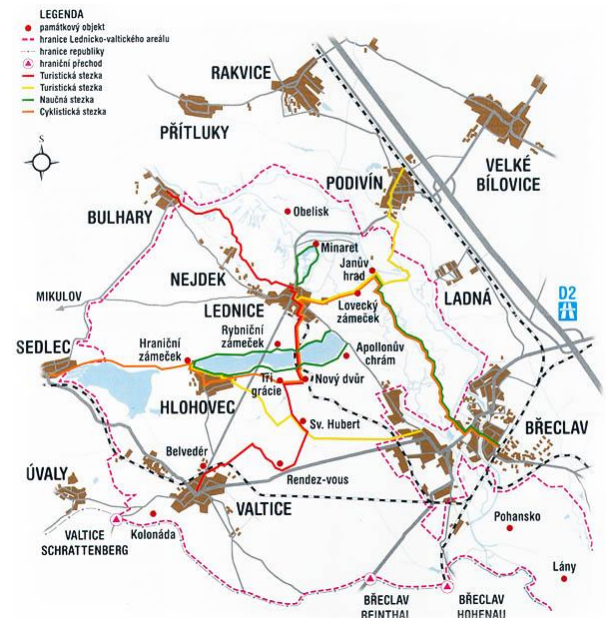 LEGENDA
památkový objekt
hranice Lednicko-valtického areálu
hranice republiky
hraniční přechod
Turistická stezka
Turistická stezka
Naučná stezka
Cyklistická stezka
S
RAKVICE
PŘÍTLUKY
VELKÉ
BÍLOVICE
PODIVÍN
BULHARY
Obelisk
Minaret
Janův
hrad
NEJDEK
LADNÁ
MIKULOV
LEDNICE
Lovecký
zámeček
D2
SEDLEC
Hraniční
zámeček
Rybniční
zámeček
Apollonův
chrám
HLOHOVEC
Tři
grácie
Nový dvůr
Sv. Hubert
BŘECLAV
Belvedér
Rendez-vous
ÚVALY
VALTICE
VALTICE
SCHRATTENBERG
Kolonáda
Pohansko
Lány
BŘECLAV
REINTHAL
BŘECLAV
HOHENAU